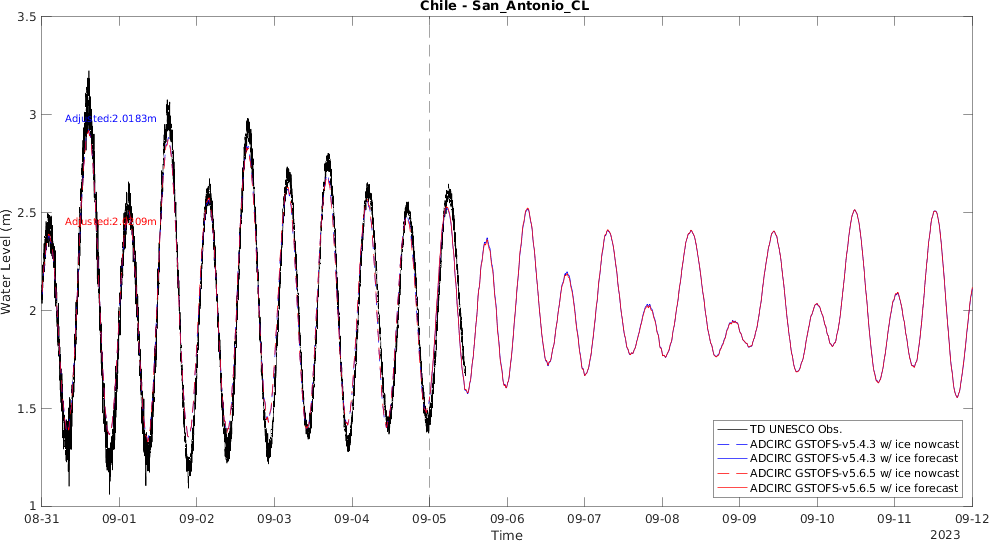 Chile - San_Antonio_CL
3.5
3
2.5
2
1.5
1
Water Level (m)
Adjusted:2.0183m
08-31
09-01
09-02
09-03
09-04
09-05
09-06
09-07
09-08
09-09
09-10
09-11
09-12
Time
2023
TD UNESCO Obs.
ADCIRC GSTOFS-v5.4.3 w/ ice nowcast
ADCIRC GSTOFS-v5.4.3 w/ ice forecast
ADCIRC GSTOFS-v5.6.5 w/ ice nowcast
ADCIRC GSTOFS-v5.6.5 w/ ice forecast